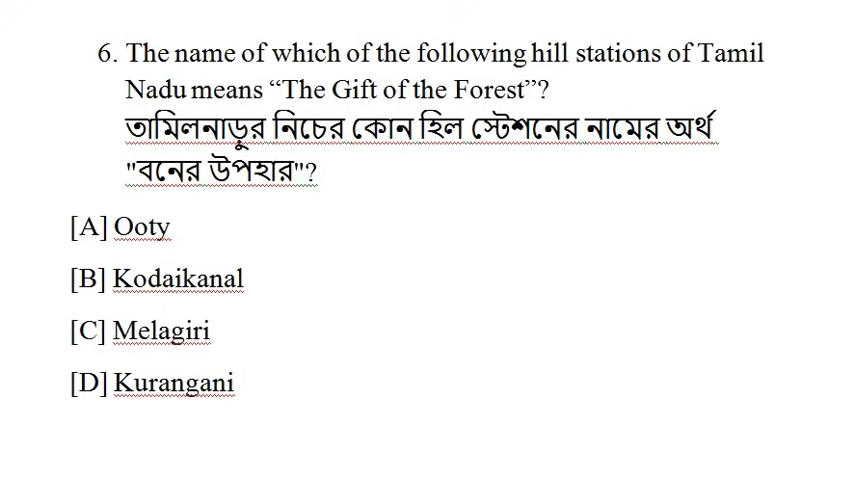 6. The name of which of the following hill stations of Tamil
Nadu means “The Gift of the Forest”?
তামিলনাড়ুর নিচের কোন হিল স্টেশনের নামের অর্থ
"বনের উপহার"?
[A] Ooty
[B] Kodaikanal
[C] Melagiri
[D] Kurangani